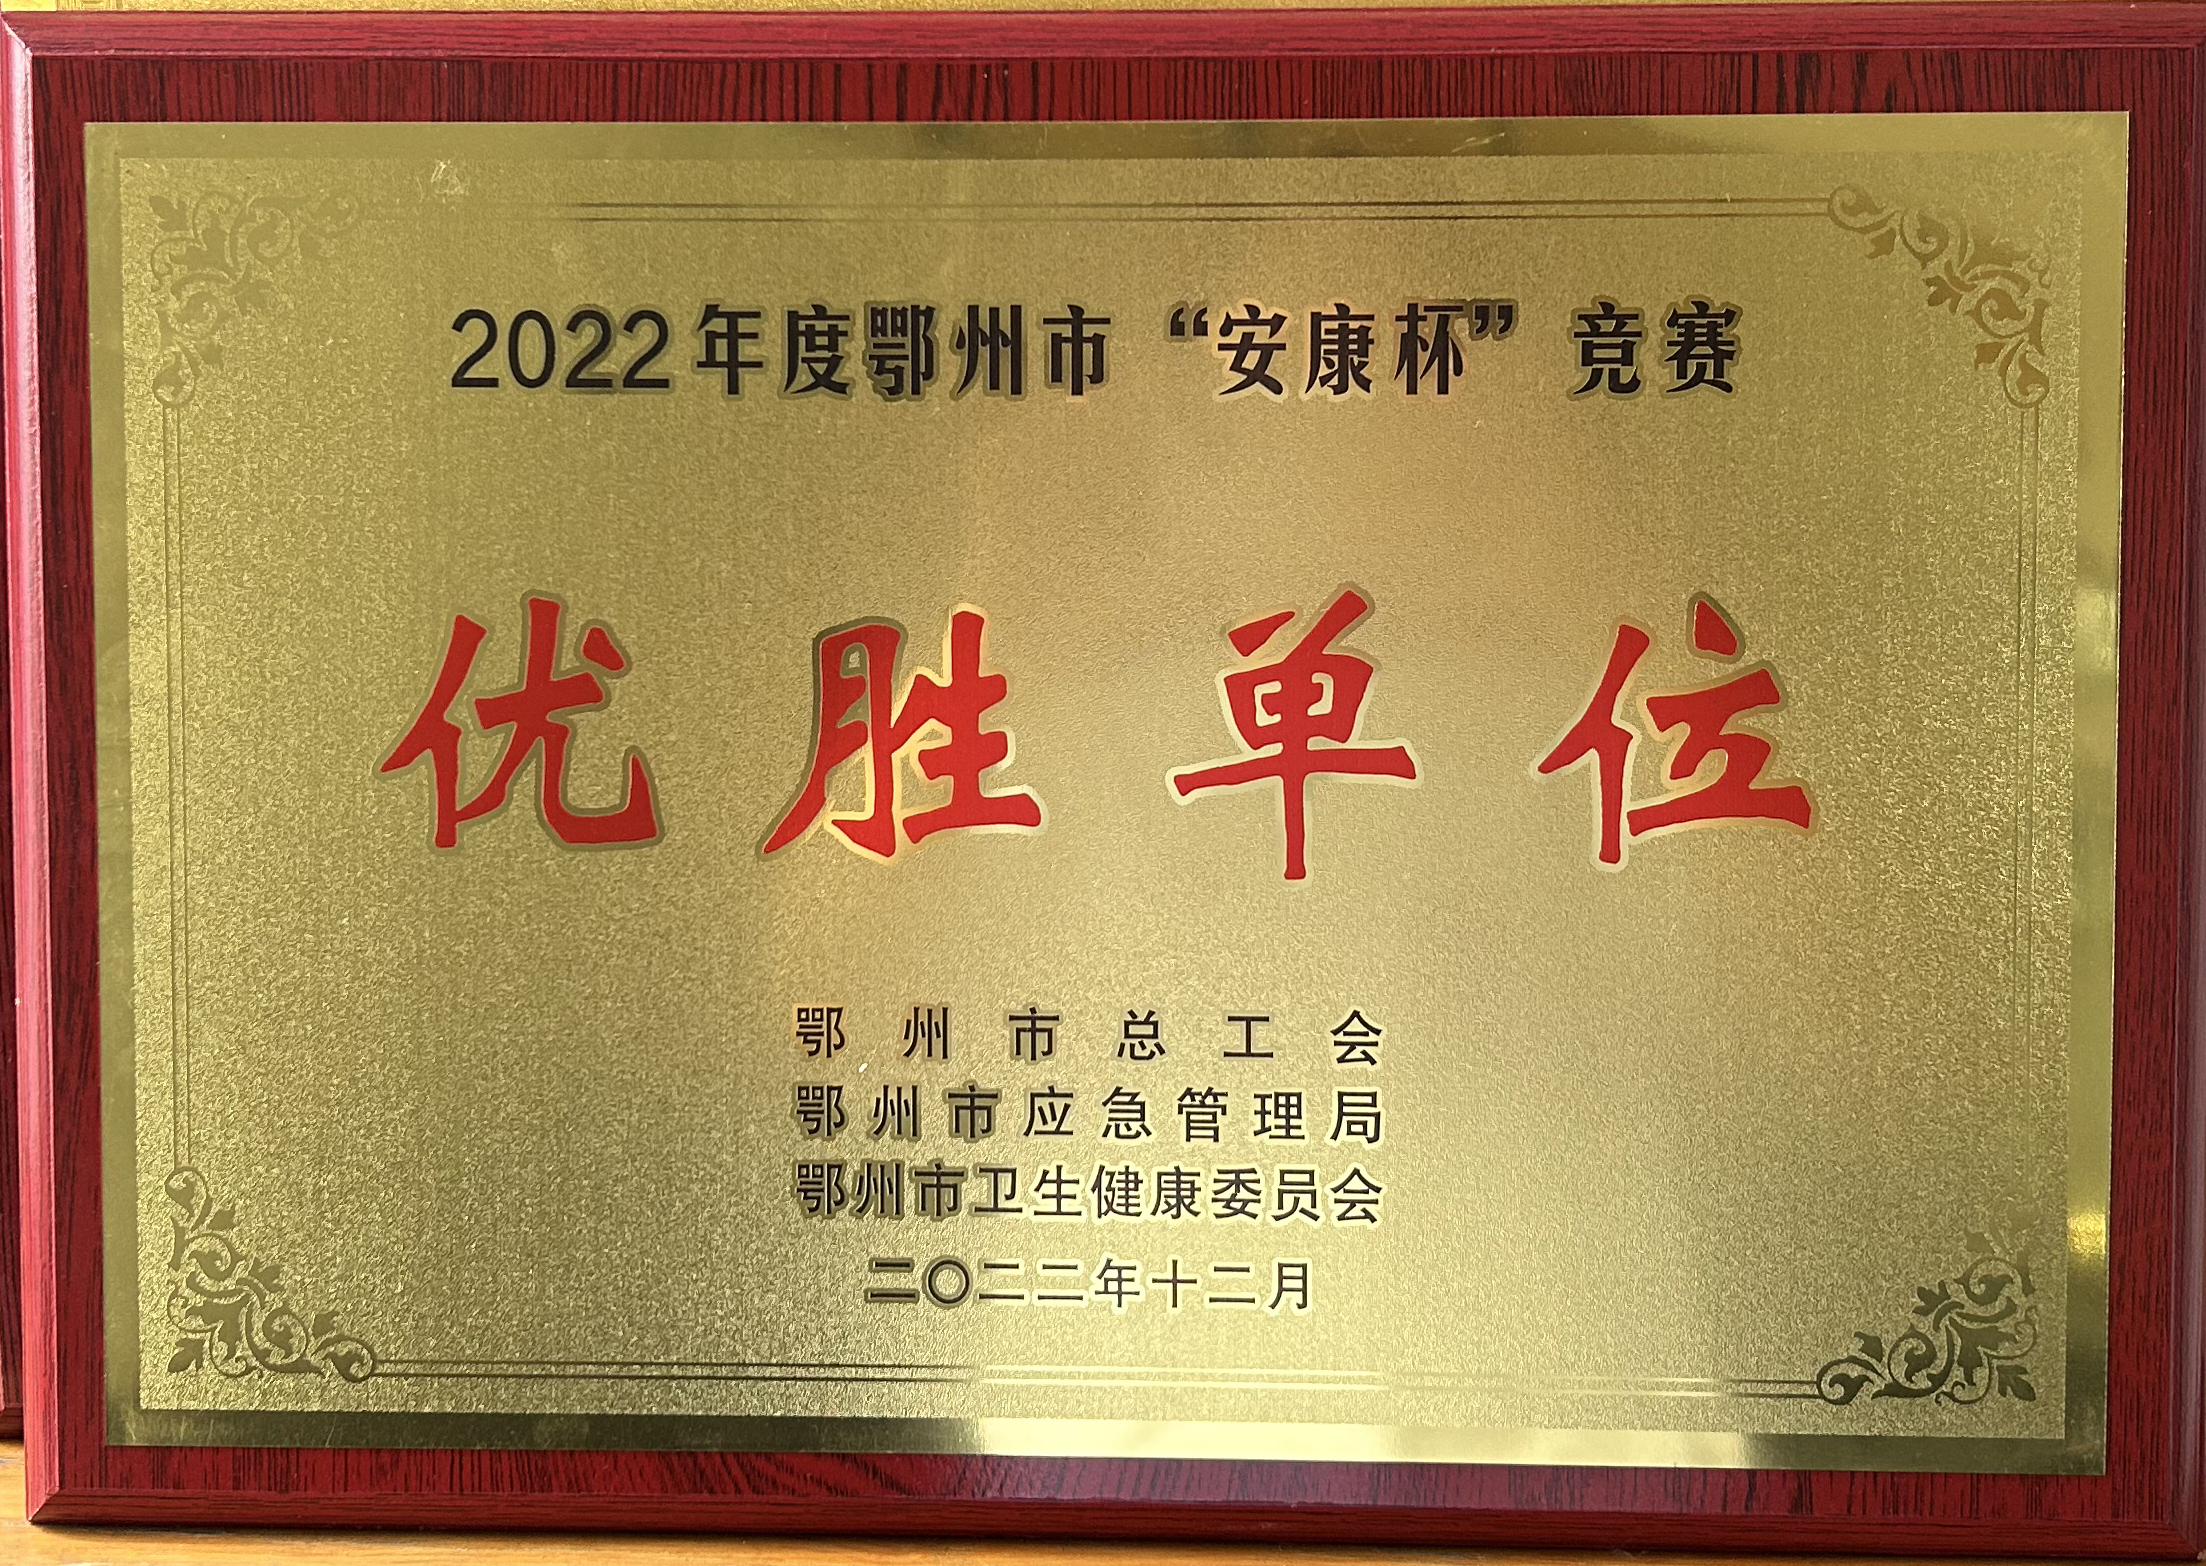 2022年度鄂州市“安康杯”竞赛
优胜单位
鄂州市总工会
鄂州市应急管理局
鄂州市卫生健康委员会
二〇二二年十二月